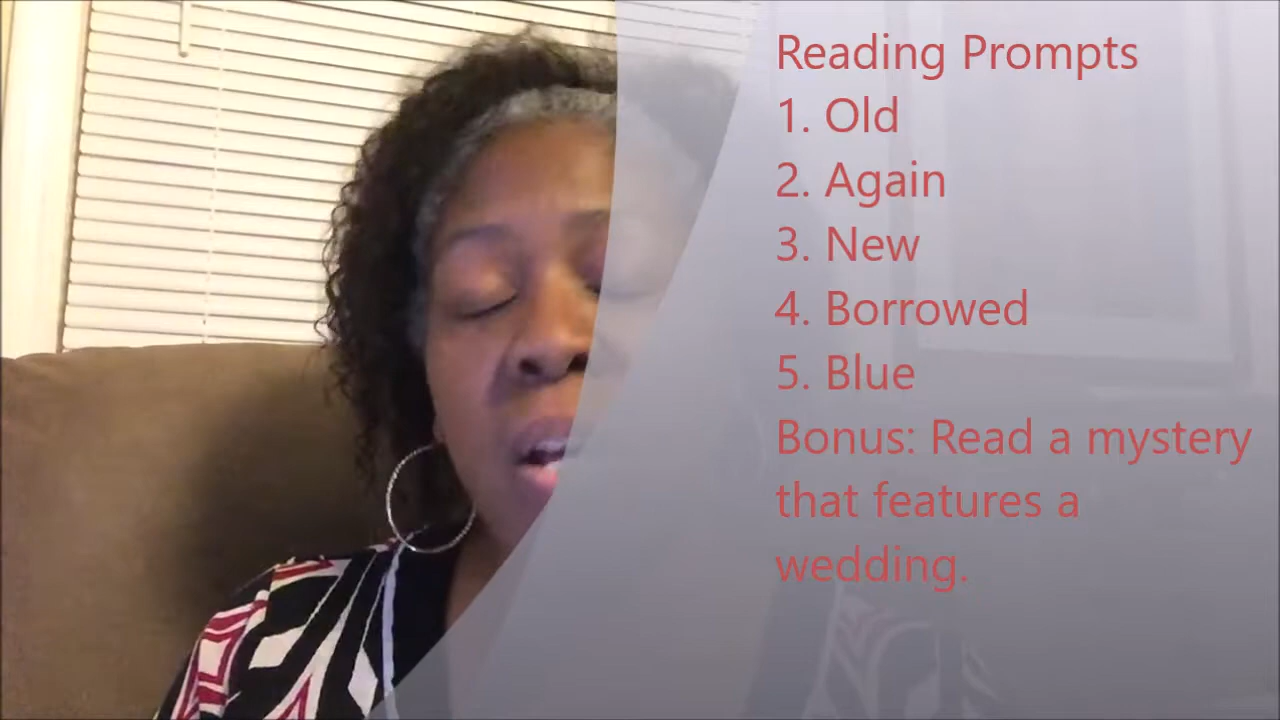 Reading Prompts
1. Old
2. Again
3. New
4. Borrowed
5. Blue
Bonus: Read a mystery
that features a
wedding.